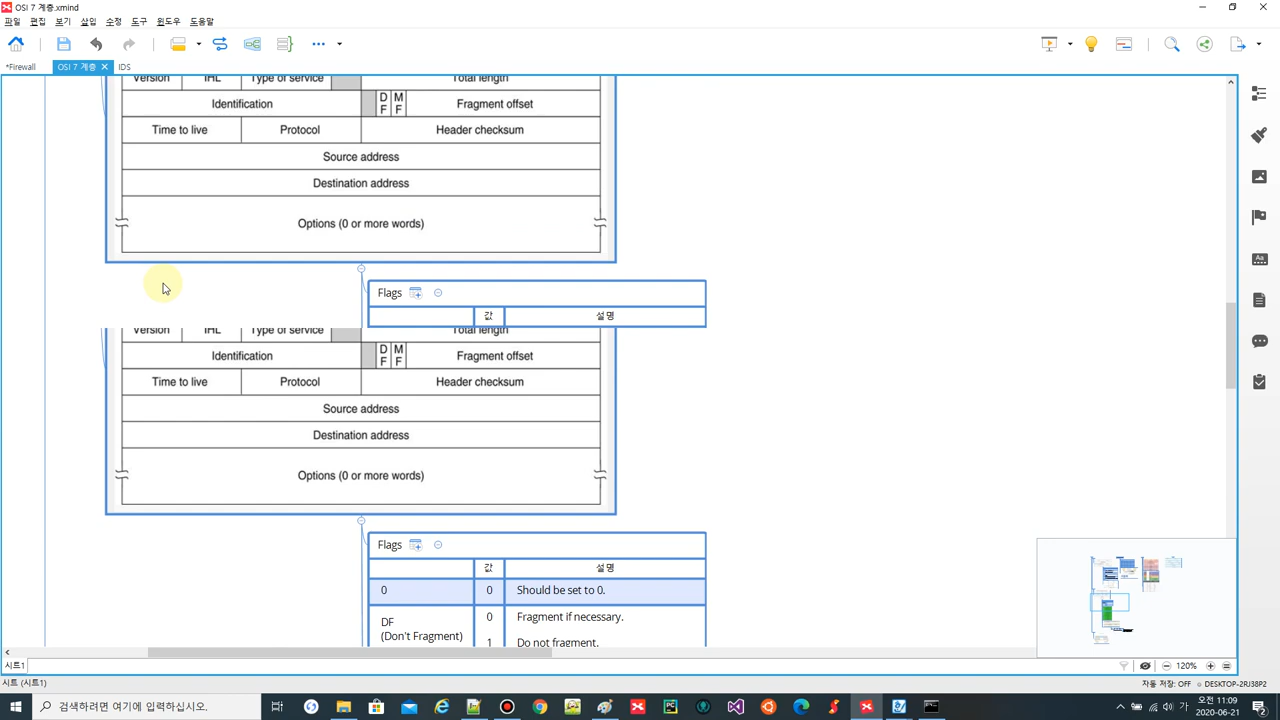 OSI 7 계층.xmind
파일 편집 보기 삽입 수정 도구 윈도우 도움말
*Firewall OSI 7 계층 IDS
Version IHL Type of service Total length
Identification D F M F Fragment offset
Time to live Protocol Header checksum
Source address
Destination address
Options (0 or more words)
Flags
값 설명
Version IHL Type of service Total length
Identification D F M F Fragment offset
Time to live Protocol Header checksum
Source address
Destination address
Options (0 or more words)
Flags
값 설명
0 0 Should be set to 0.
DF 0 Fragment if necessary.
(Don't Fragment) 1 Do not fragment.
시트1 120%
시트 (시트1) 자동 저장: OFF DESKTOP-2RJ38P2
검색하려면 여기에 입력하십시오. 가 오전 11:09
2020-06-21